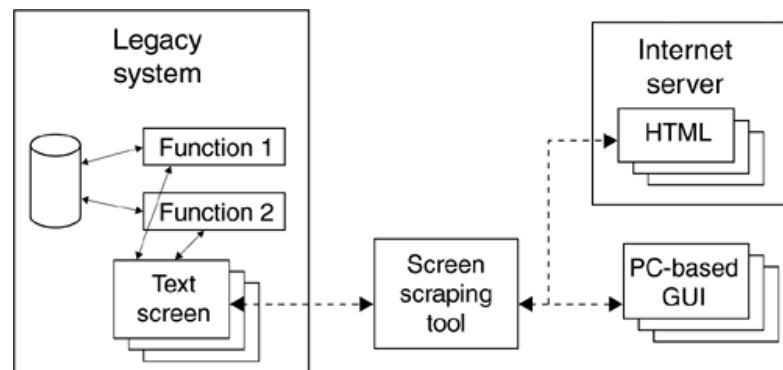 Legacy
system
Function 1
Function 2
Text
screen
Screen
scraping
tool
Internet
server
HTML
PC-based
GUI